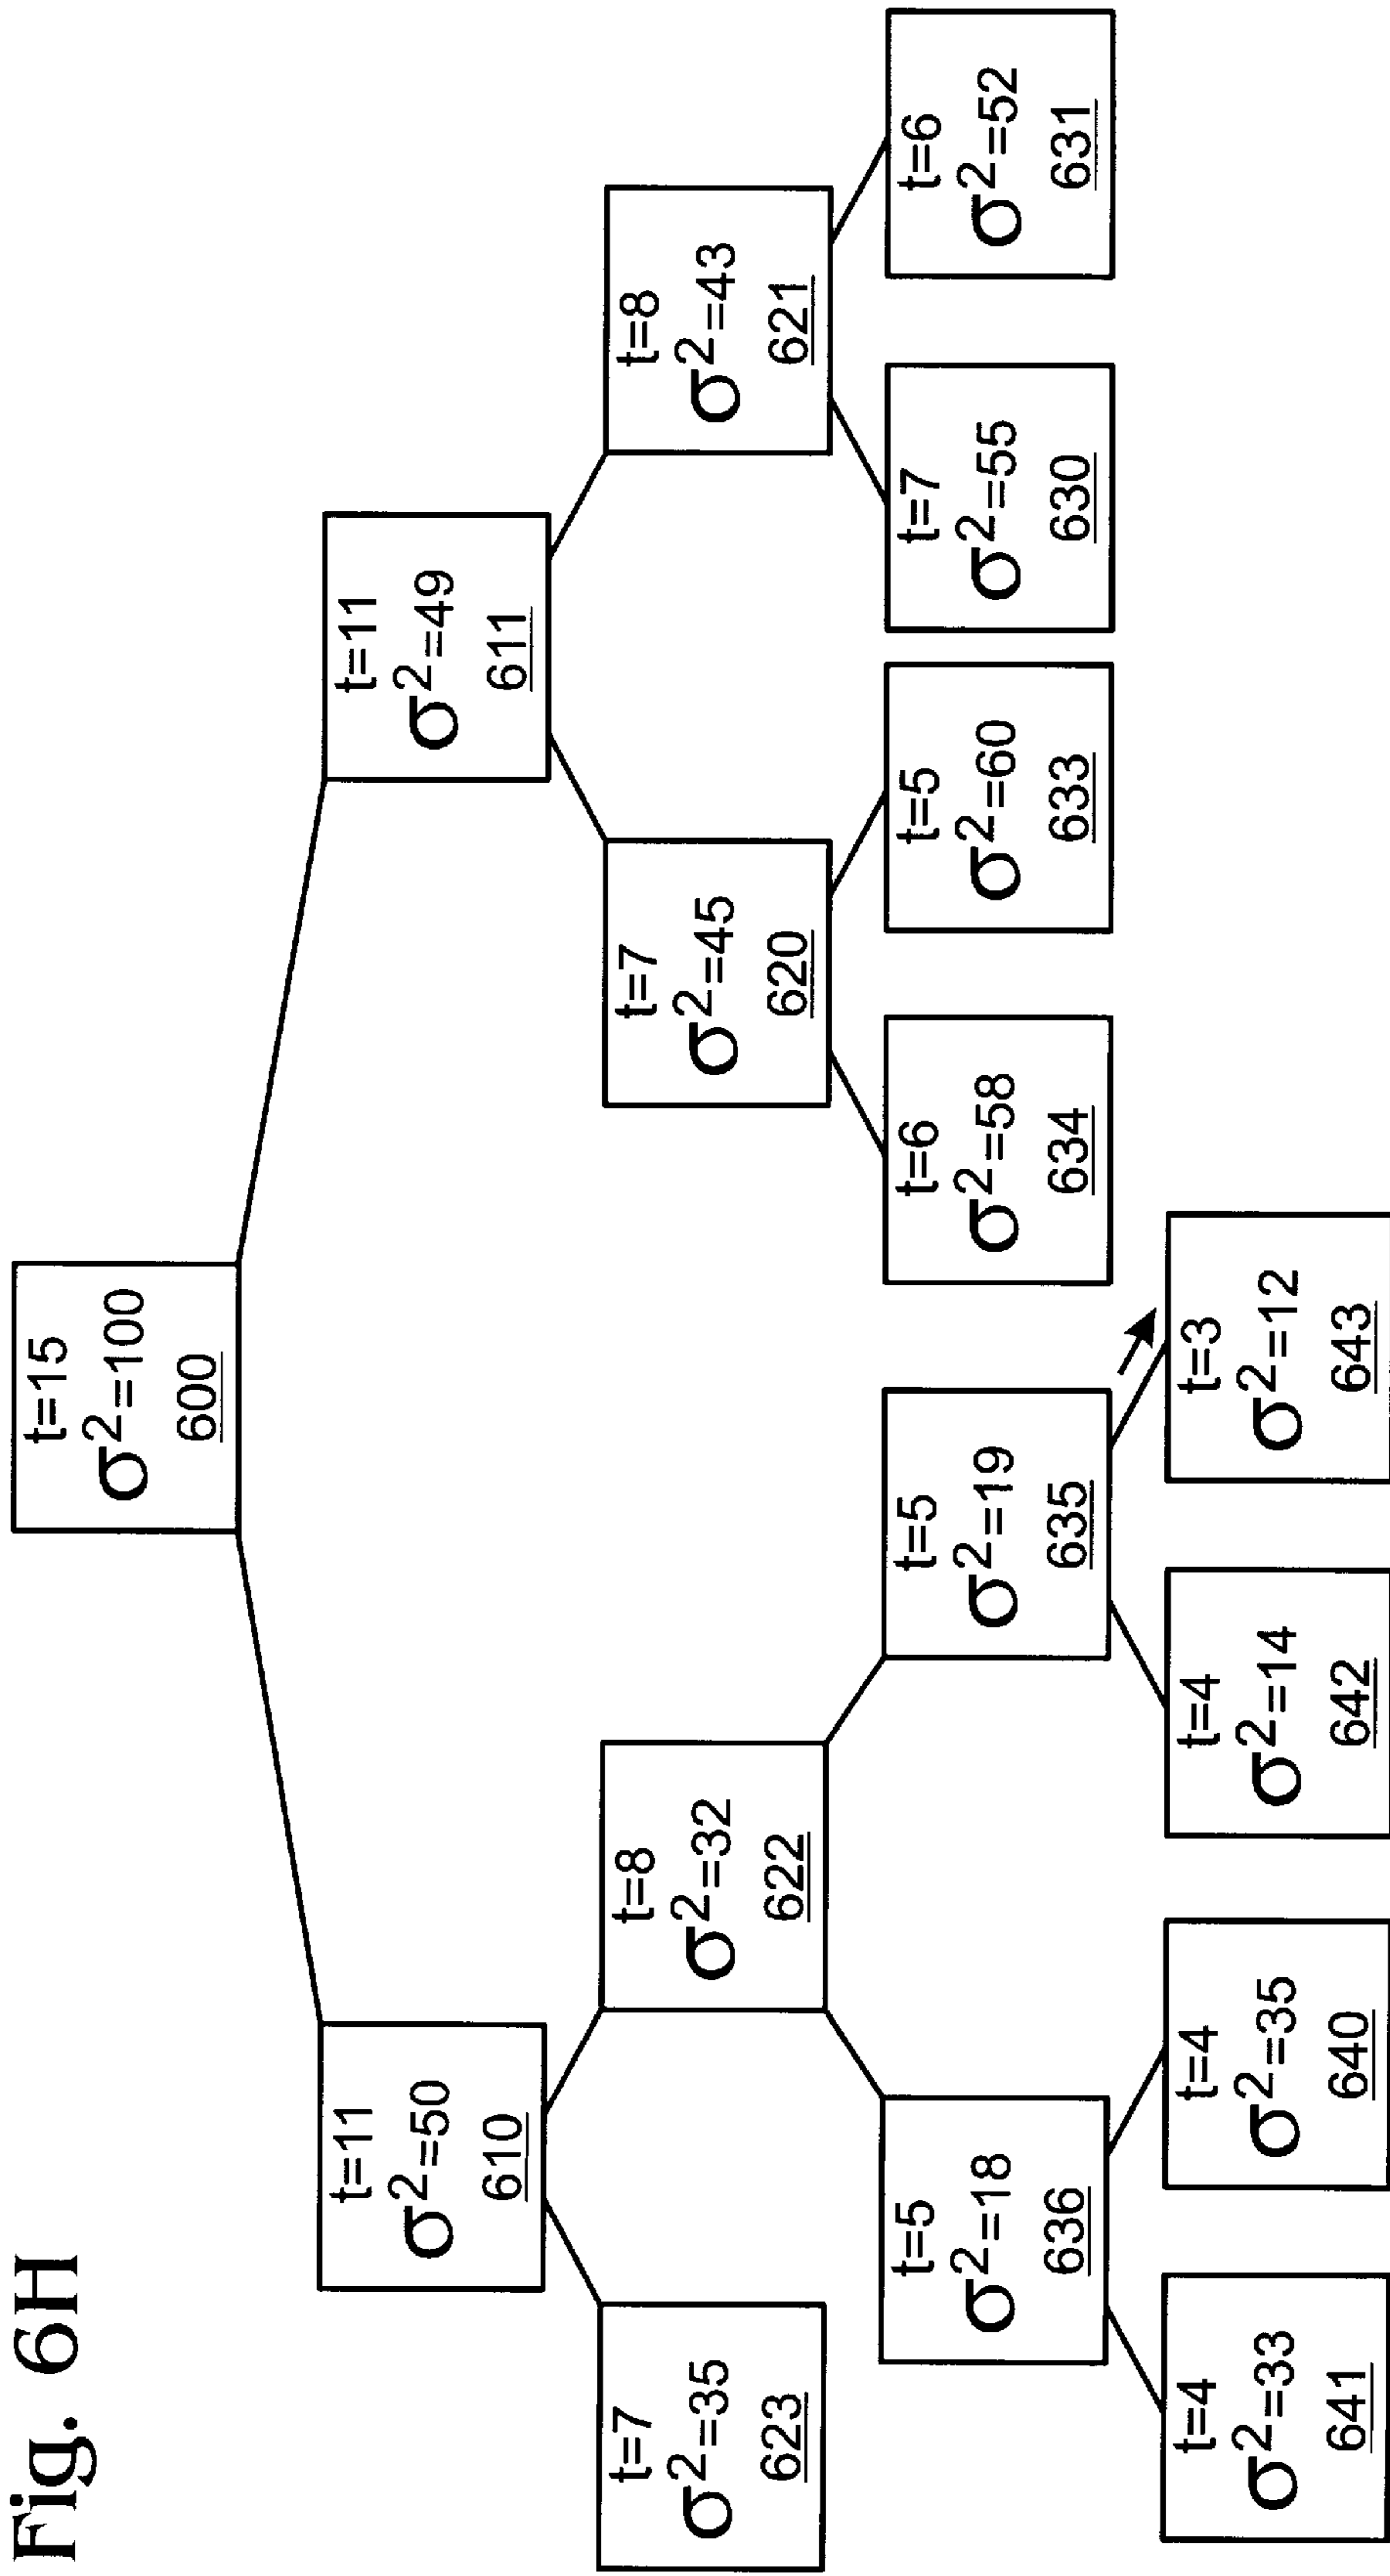 Fig. 6H
t=15
σ²=100
600
t=11
σ²=50
610
t=11
σ²=49
611
t=7
σ²=35
623
t=8
σ²=32
622
t=7
σ²=45
620
t=8
σ²=43
621
t=5
σ²=18
636
t=5
σ²=19
635
t=6
σ²=58
634
t=5
σ²=60
633
t=7
σ²=55
630
t=6
σ²=52
631
t=4
σ²=33
641
t=4
σ²=35
640
t=4
σ²=14
642
t=3
σ²=12
643